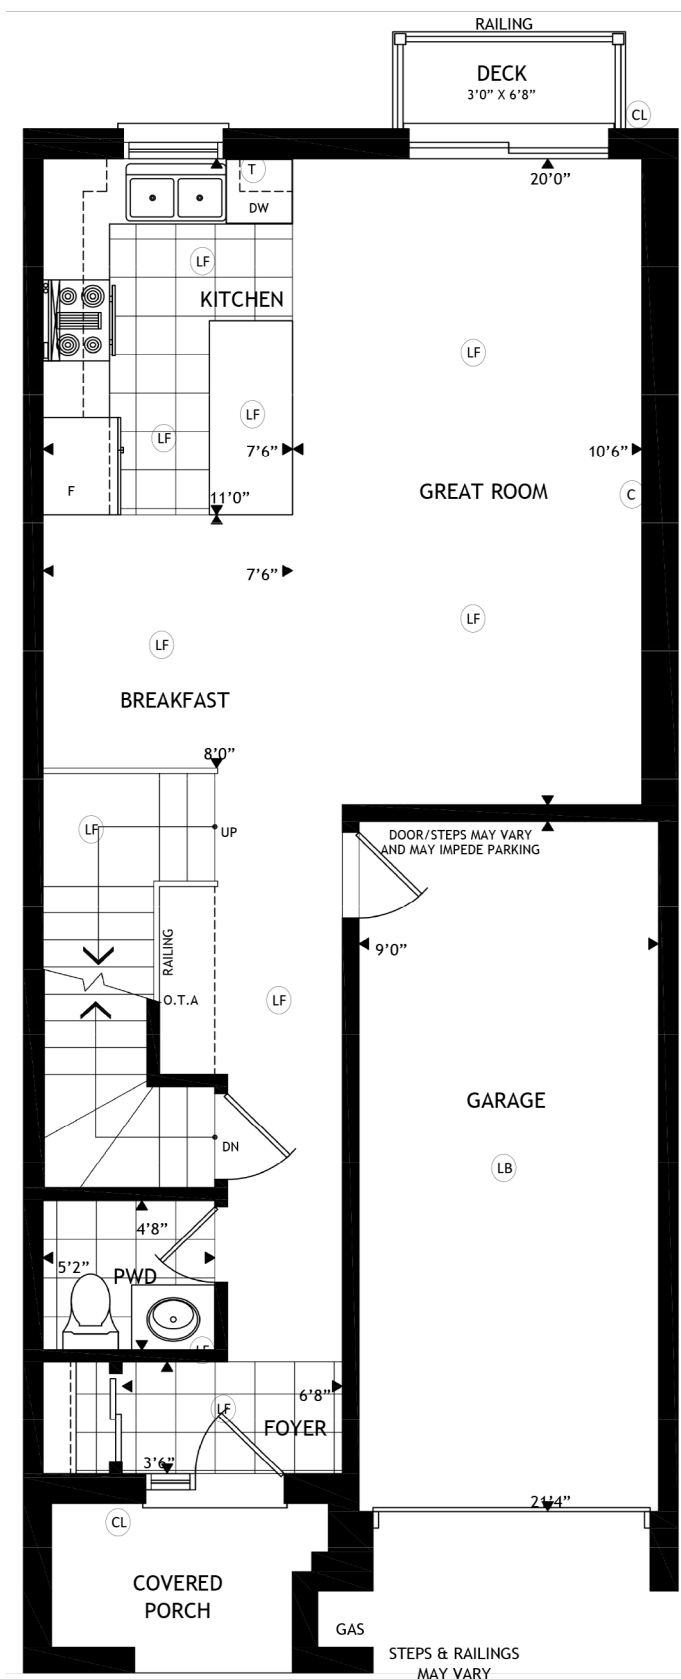 RAILING
DECK
3’0” X 6’8”
CL
T
DW
20’0”
LF
KITCHEN
LF
LF
LF
7’6”
10’6”
F
11’0”
GREAT ROOM
C
7’6”
LF
LF
BREAKFAST
8’0”
LF
UP
DOOR/STEPS MAY VARY
AND MAY IMPEDE PARKING
RAILING
9’0”
O.T.A
LF
GARAGE
DN
LB
4’8”
5’2”
PWD
LF
6’8”
LF
FOYER
3’6”
21’4”
CL
COVERED
PORCH
GAS
STEPS & RAILINGS
MAY VARY